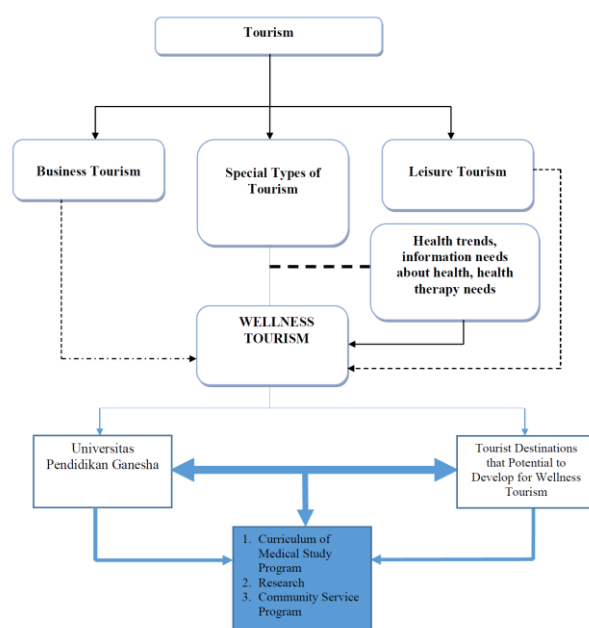 Tourism
Business Tourism
Special Types of
Tourism
Leisure Tourism
Health trends,
information needs
about health, health
therapy needs
WELLNESS
TOURISM
Universitas
Pendidikan Ganesha
Tourist Destinations
that Potential to
Develop for Wellness
Tourism
1. Curriculum of
Medical Study
Program
2. Research
3. Community Service
Program